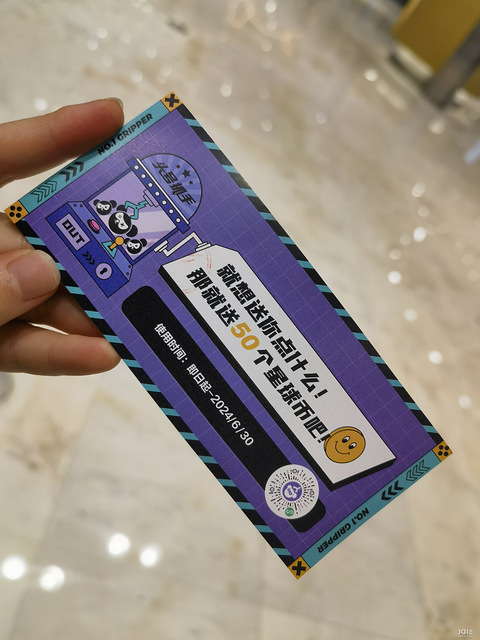 NO.1 GRIPPER
头号抓手
OUT
1
就想送你点什么!
那就送50个星球币吧!
使用时间: 即日起-2024/6/30
NO.1 GRIPPER